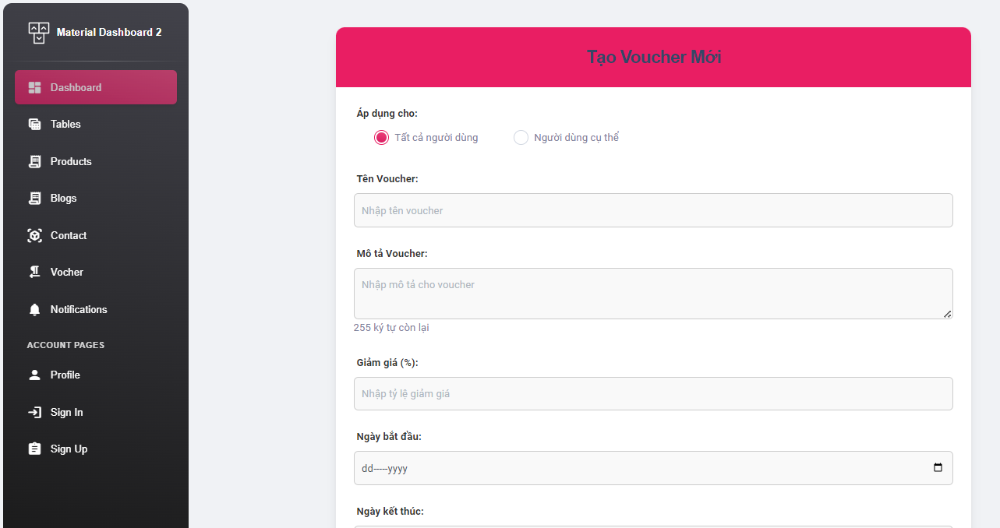 Material Dashboard 2
Dashboard
Tables
Products
Blogs
Contact
Vocher
Notifications
ACCOUNT PAGES
Profile
Sign In
Sign Up
Tạo Voucher Mới
Áp dụng cho:
Tất cả người dùng Người dùng cụ thể
Tên Voucher:
Nhập tên voucher
Mô tả Voucher:
Nhập mô tả cho voucher
255 ký tự còn lại
Giảm giá (%):
Nhập tỷ lệ giảm giá
Ngày bắt đầu:
dd-----yyyy
Ngày kết thúc: